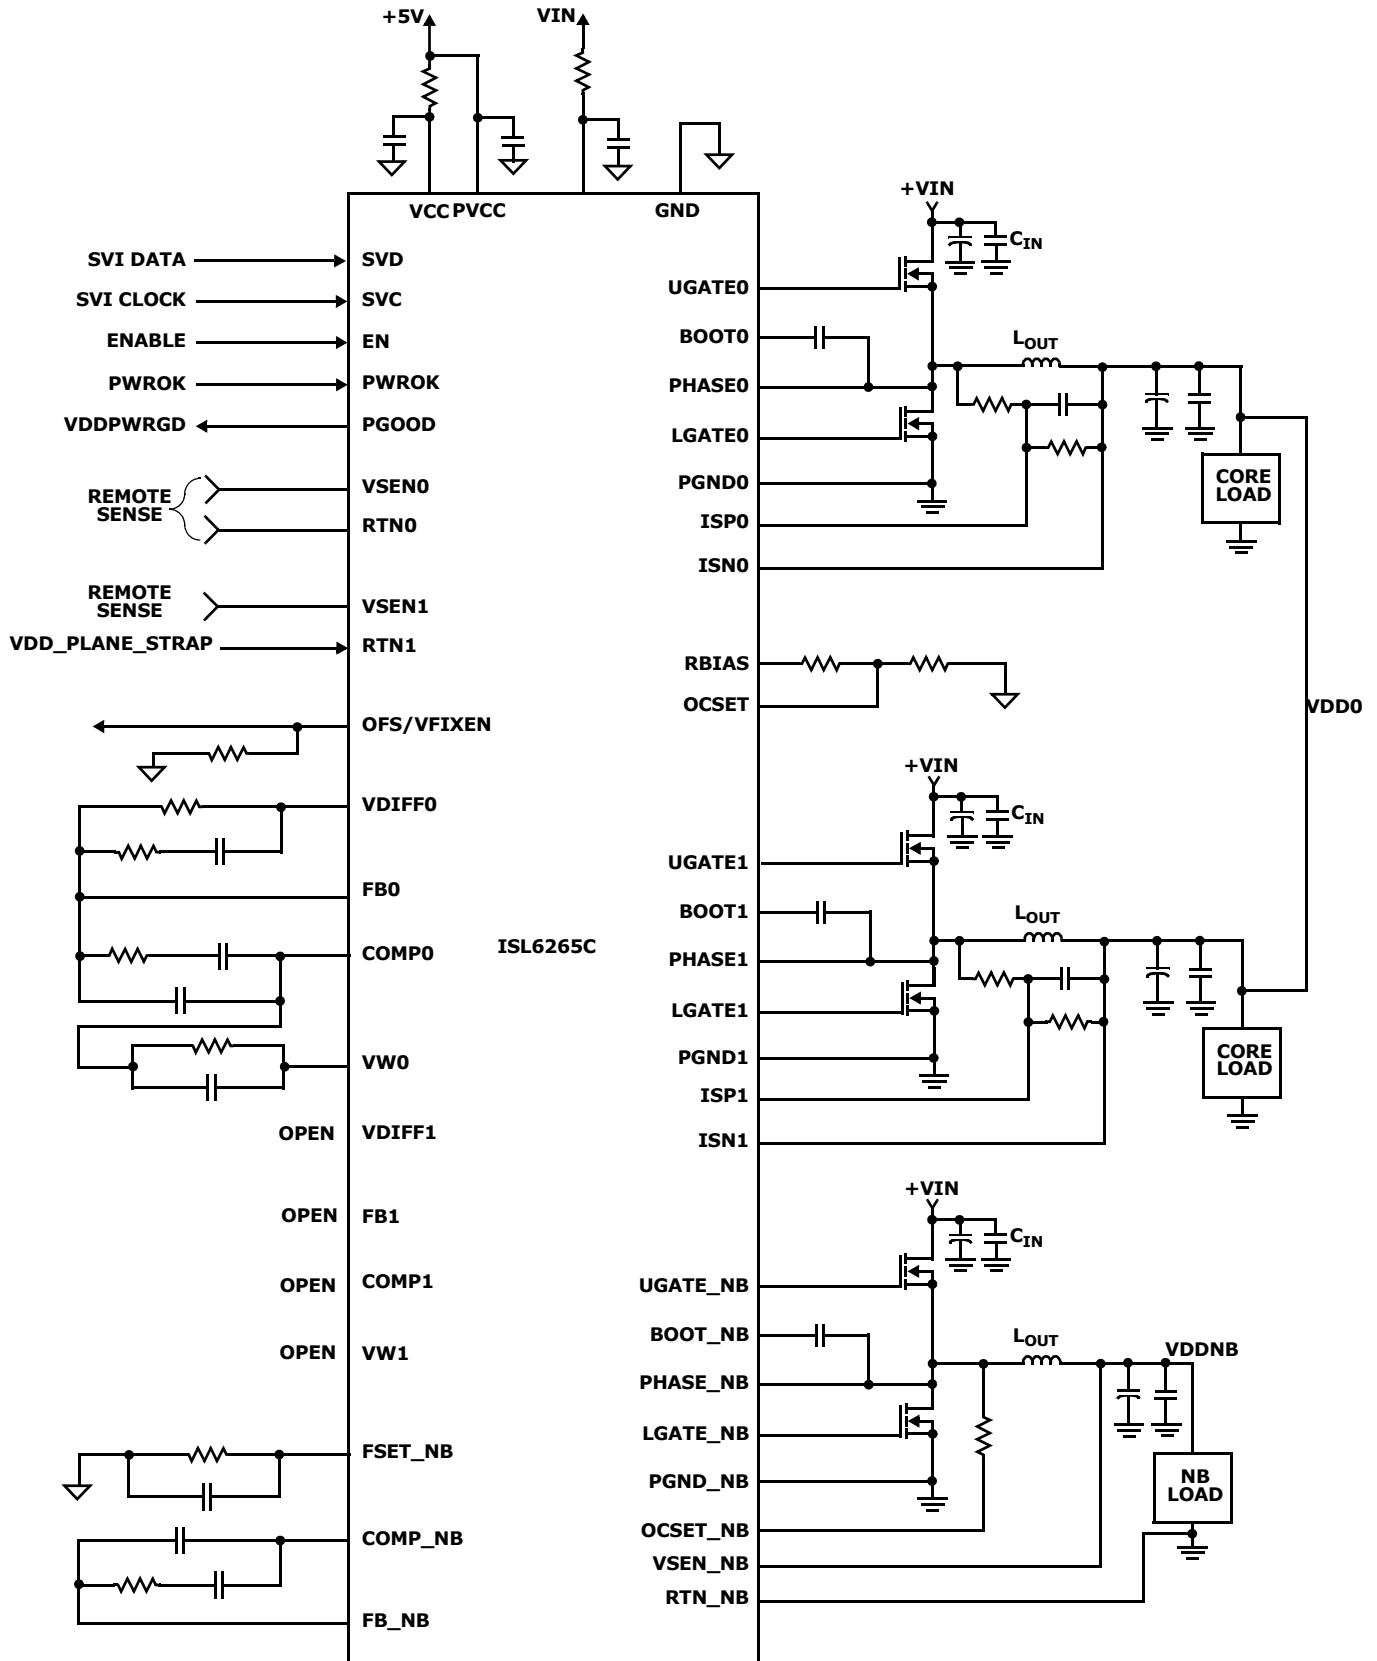 +5V
VIN
VCC
PVCC
GND
SVI DATA
SVD
SVI CLOCK
SVC
ENABLE
EN
PWROK
PWROK
VDDPWRGD
PGOOD
REMOTE
SENSE
VSEN0
RTN0
REMOTE
SENSE
VSEN1
VDD_PLANE_STRAP
RTN1
OFS/VFIXEN
VDIFF0
FB0
COMP0
VW0
OPEN
VDIFF1
OPEN
FB1
OPEN
COMP1
OPEN
VW1
FSET_NB
COMP_NB
FB_NB
ISL6265C
+VIN
CIN
UGATE0
BOOT0
LOUT
PHASE0
LGATE0
PGND0
ISP0
ISN0
CORE
LOAD
RBIAS
OCSET
VDD0
+VIN
CIN
UGATE1
BOOT1
LOUT
PHASE1
LGATE1
PGND1
ISP1
ISN1
CORE
LOAD
+VIN
CIN
UGATE_NB
BOOT_NB
LOUT
VDDNB
PHASE_NB
LGATE_NB
PGND_NB
OCSET_NB
VSEN_NB
RTN_NB
NB
LOAD